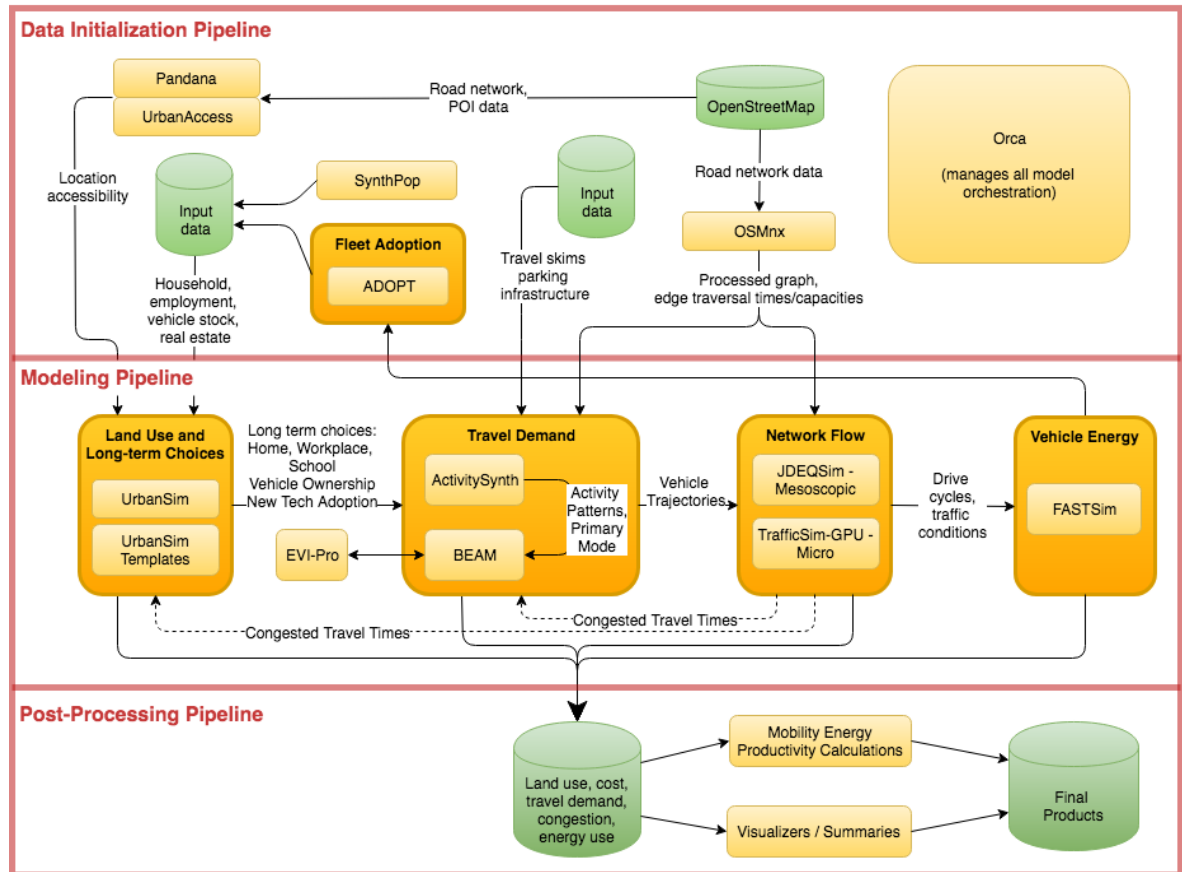 Data Initialization Pipeline
Pandana
UrbanAccess
Road network,
POI data
OpenStreetMap
Orca
(manages all model
orchestration)
Location
accessibility
Input
data
SynthPop
Input
data
Road network data
OSMnx
Fleet Adoption
ADOPT
Travel skims
parking
infrastructure
Processed graph,
edge traversal times/capacities
Household,
employment,
vehicle stock,
real estate
Modeling Pipeline
Land Use and
Long-term Choices
UrbanSim
UrbanSim
Templates
Long term choices:
Home, Workplace,
School
Vehicle Ownership
New Tech Adoption
EVI-Pro
Travel Demand
ActivitySynth
BEAM
Activity
Patterns,
Primary
Mode
Vehicle
Trajectories
Network Flow
JDEQSim -
Mesoscopic
TrafficSim-GPU -
Micro
Drive
cycles,
traffic
conditions
Vehicle Energy
FASTSim
Congested Travel Times
Congested Travel Times
Post-Processing Pipeline
Land use, cost,
travel demand,
congestion,
energy use
Mobility Energy
Productivity Calculations
Visualizers / Summaries
Final
Products